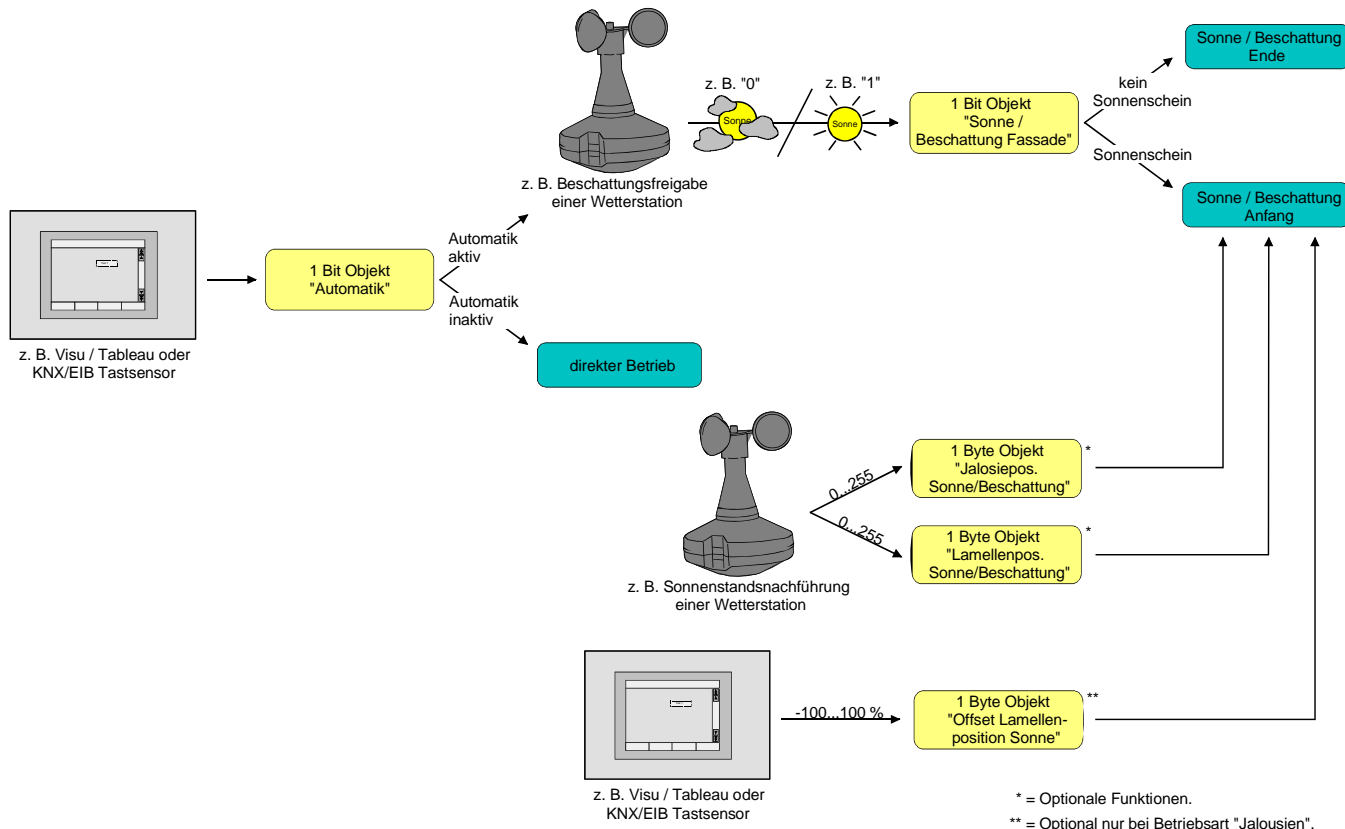 Sonne / Beschattung
Ende
z. B. "0"
z. B. "1"
kein
Sonnenschein
Sonne
Sonne
1 Bit Objekt
"Sonne /
Beschattung Fassade"
Sonnenschein
z. B. Beschattungsfreigabe
einer Wetterstation
Sonne / Beschattung
Anfang
Automatik
aktiv
1 Bit Objekt
"Automatik"
Automatik
inaktiv
z. B. Visu / Tableau oder
KNX/EIB Tastsensor
direkter Betrieb
0...255
1 Byte Objekt
"Jalosiepos.
Sonne/Beschattung"
*
0...255
1 Byte Objekt
"Lamellenpos.
Sonne/Beschattung"
*
z. B. Sonnenstandsnachführung
einer Wetterstation
-100...100 %
1 Byte Objekt
"Offset Lamellen-
position Sonne"
**
z. B. Visu / Tableau oder
KNX/EIB Tastsensor
* = Optionale Funktionen.
** = Optional nur bei Betriebsart "Jalousien".